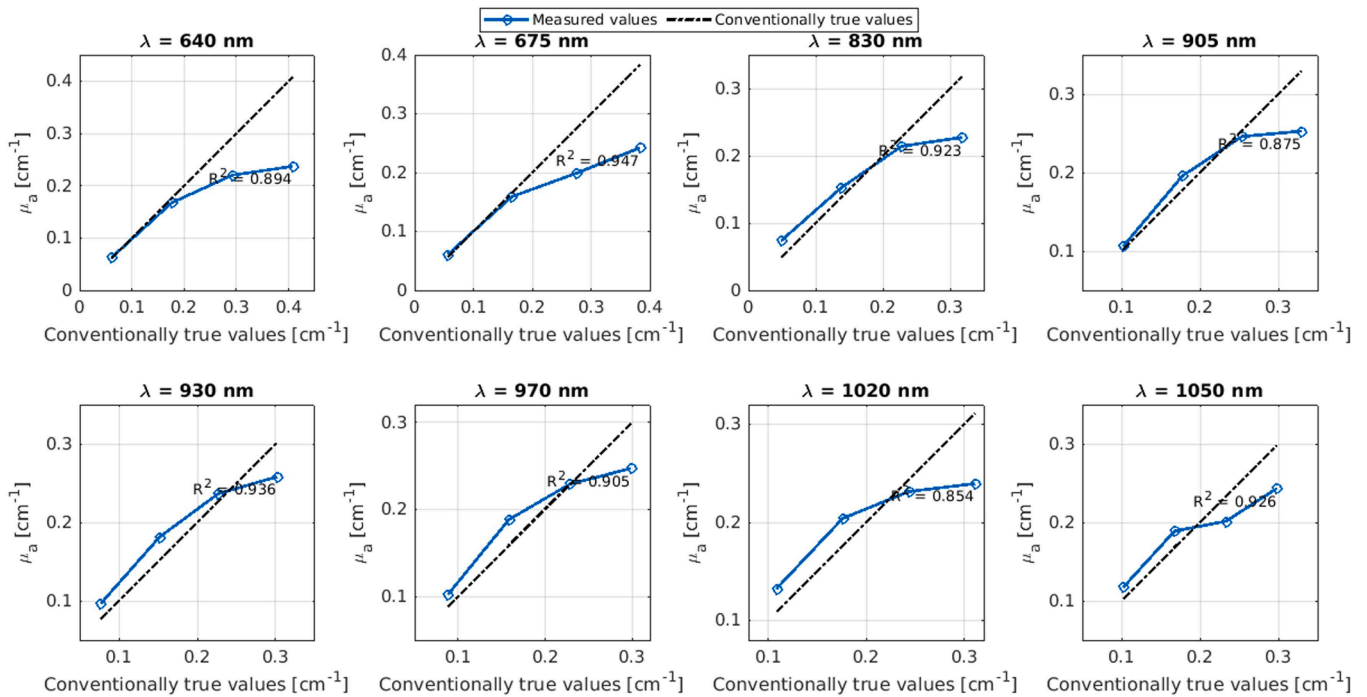 Measured values
Conventionally true values
λ = 640 nm
λ = 675 nm
λ = 830 nm
λ = 905 nm
0.4
0.3
0.2
0.1
0
μa [cm-1]
R2 = 0.894
0
0.1
0.2
0.3
0.4
Conventionally true values [cm-1]
0.4
0.3
0.2
0.1
0
μa [cm-1]
R2 = 0.947
0
0.1
0.2
0.3
0.4
Conventionally true values [cm-1]
0.3
0.2
0.1
0
μa [cm-1]
R2 = 0.923
0
0.1
0.2
0.3
Conventionally true values [cm-1]
0.3
0.2
0.1
μa [cm-1]
R2 = 0.875
0.1
0.2
0.3
Conventionally true values [cm-1]
λ = 930 nm
λ = 970 nm
λ = 1020 nm
λ = 1050 nm
0.3
0.2
0.1
μa [cm-1]
R2 = 0.936
0.1
0.2
0.3
Conventionally true values [cm-1]
0.3
0.2
0.1
μa [cm-1]
R2 = 0.905
0.1
0.2
0.3
Conventionally true values [cm-1]
0.3
0.2
0.1
μa [cm-1]
R2 = 0.854
0.1
0.2
0.3
Conventionally true values [cm-1]
0.3
0.2
0.1
μa [cm-1]
R2 = 0.926
0.1
0.2
0.3
Conventionally true values [cm-1]